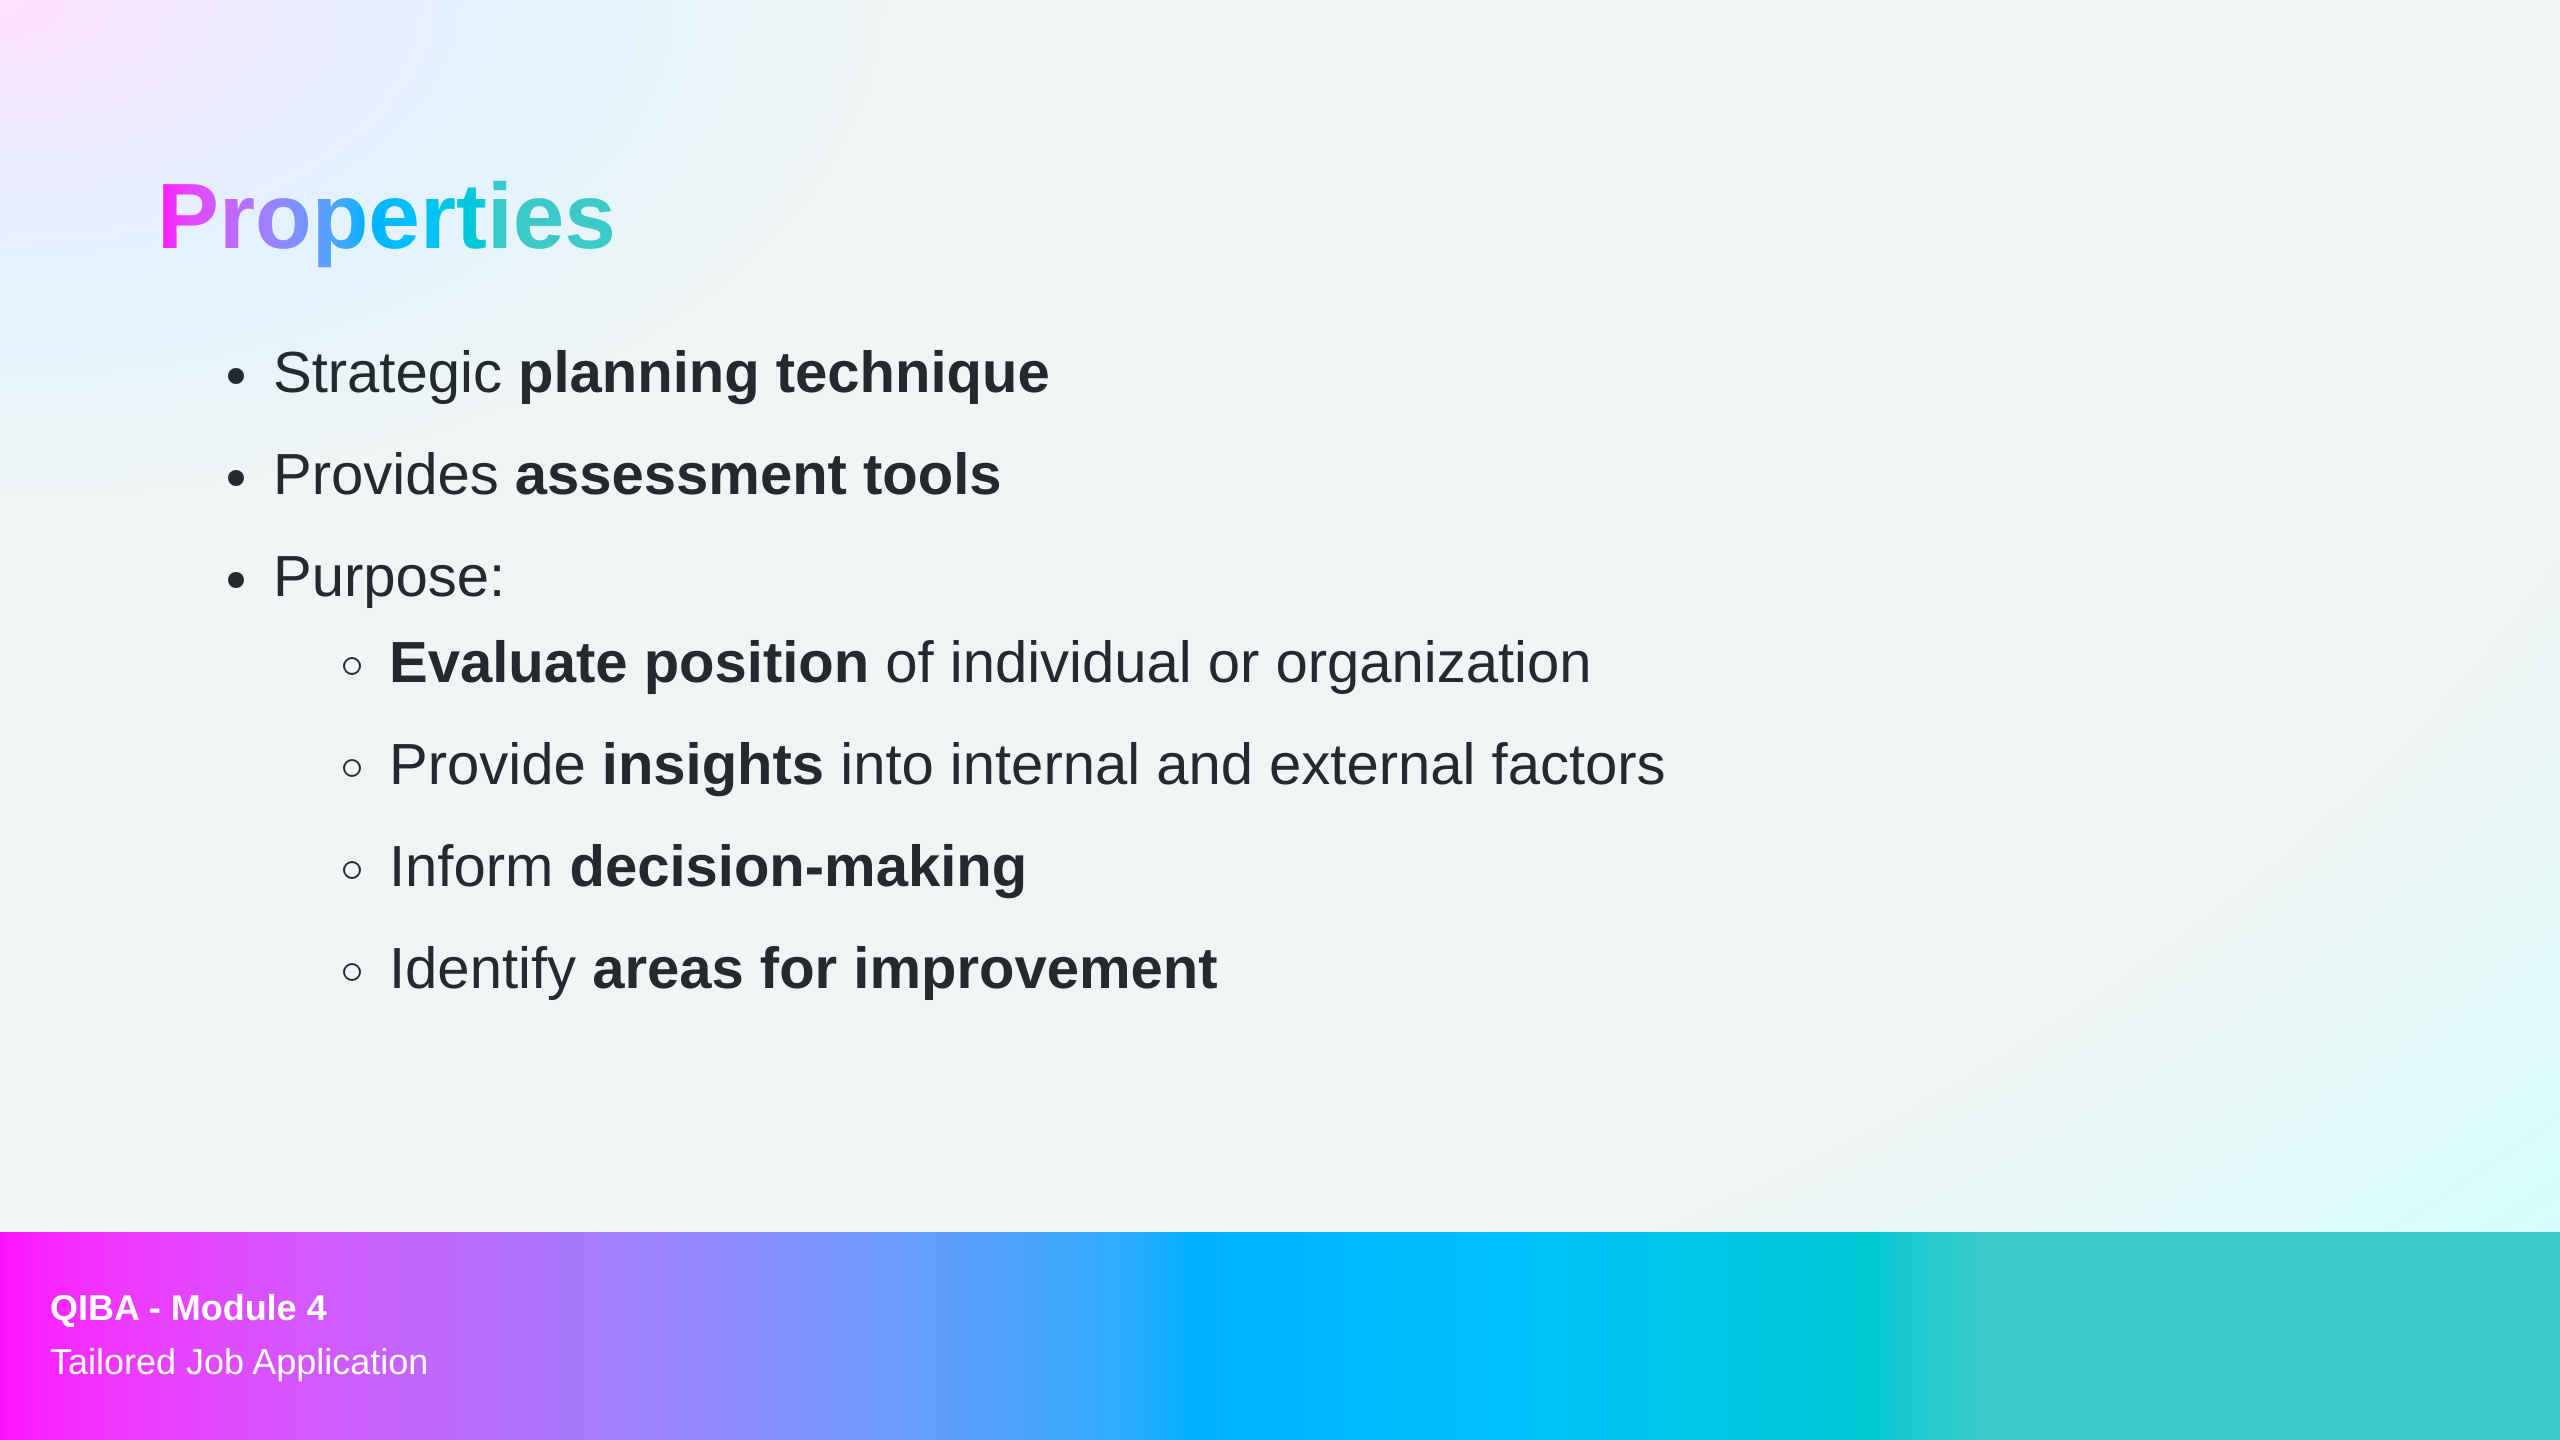 Properties
Strategic planning technique
Provides assessment tools
Purpose:
Evaluate position of individual or organization
Provide insights into internal and external factors
Inform decision-making
Identify areas for improvement
QIBA - Module 4
Tailored Job Application